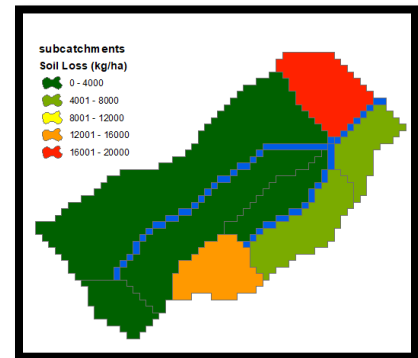 subcatchments
Soil Loss (kg/ha)
0 - 4000
4001 - 8000
8001 - 12000
12001 - 16000
16001 - 20000